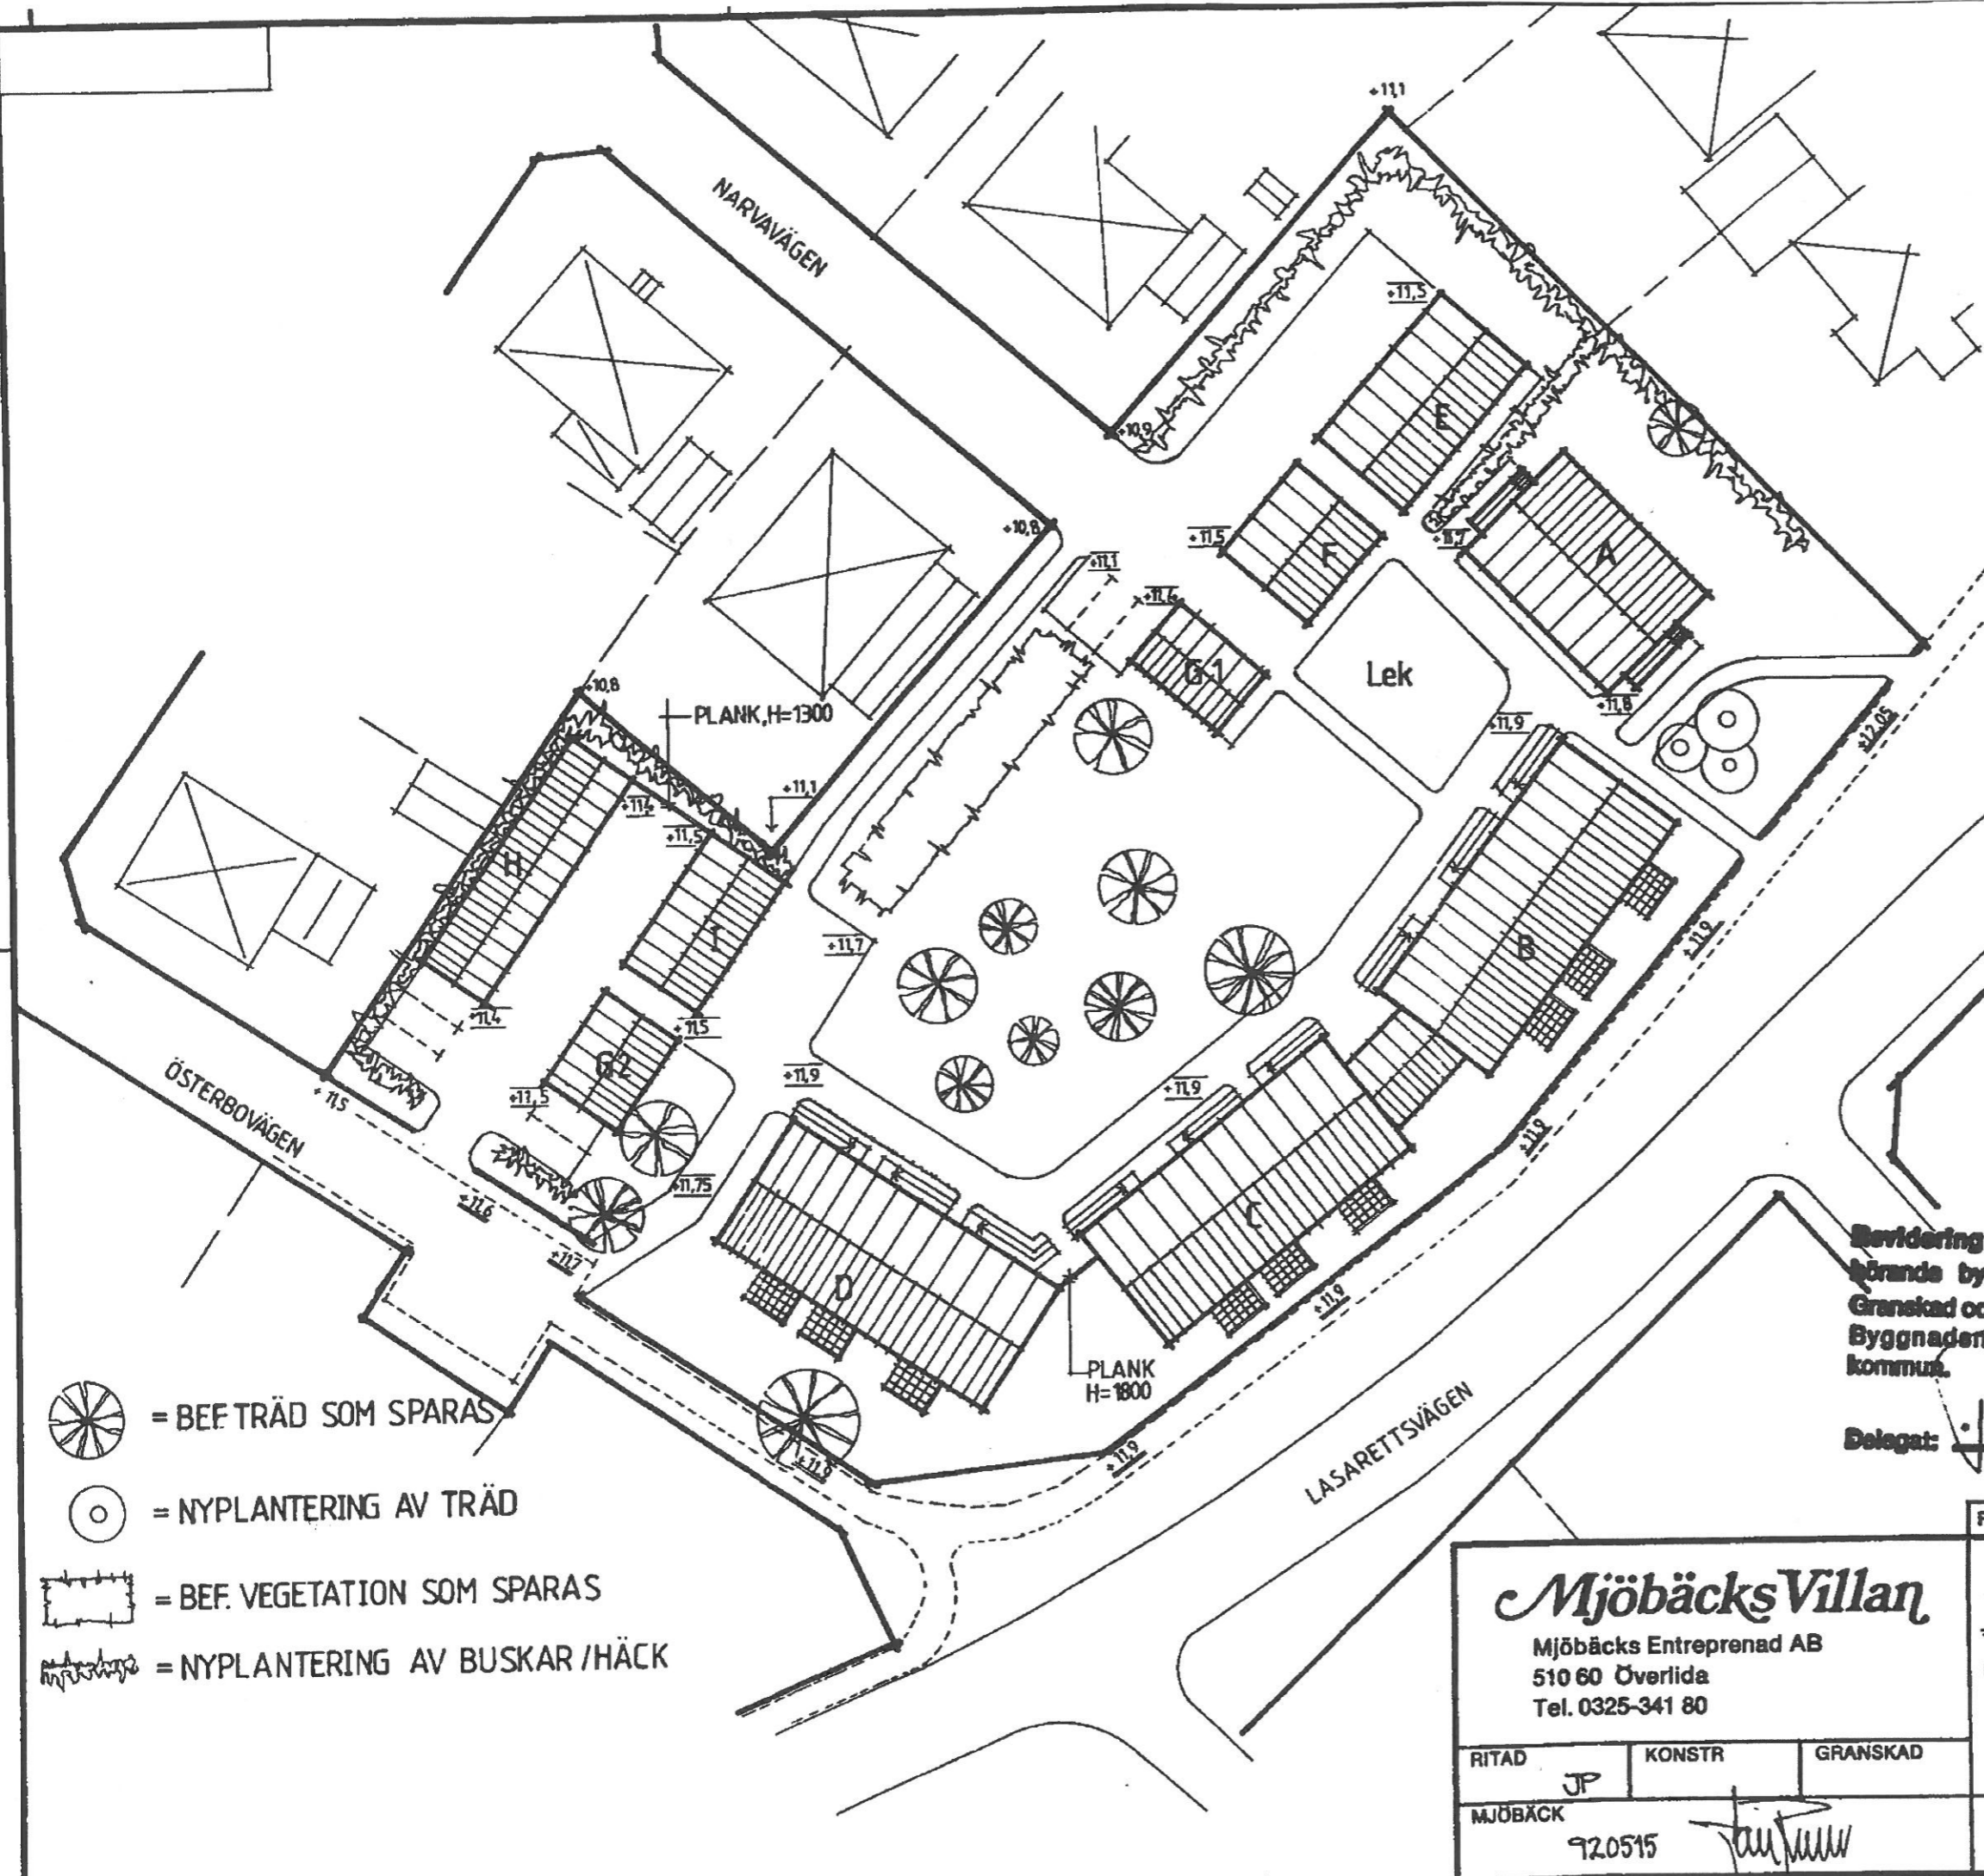 +11,1
NARVAVÄGEN
+11,5
E
+10,9
A
+10,8
+11,5
F
+11,7
+11,1
+11,4
G1
Lek
+10,8
PLANK, H=1300
+11,8
+11,9
+12,05
+11,1
+11,4
+11,5
H
I
+11,7
B
+11,9
+11,4
+11,5
G2
ÖSTERBOVÄGEN
+11,5
+11,5
+11,9
+11,9
+11,9
+11,75
+11,6
+11,7
C
D
+11,9
PLANK
H=1800
LASARETTSVÄGEN
+11,9
+11,9
Revidering
hörande by
Granskad oc
Byggnaden
kommun.
Delegat:
= BEF. TRÄD SOM SPARAS
= NYPLANTERING AV TRÄD
= BEF. VEGETATION SOM SPARAS
= NYPLANTERING AV BUSKAR/HÄCK
MjöbäcksVillan
Mjöbäcks Entreprenad AB
510 60 Överlida
Tel. 0325-341 80
RITAD KONSTR GRANSKAD
JP
MJÖBÄCK
920515